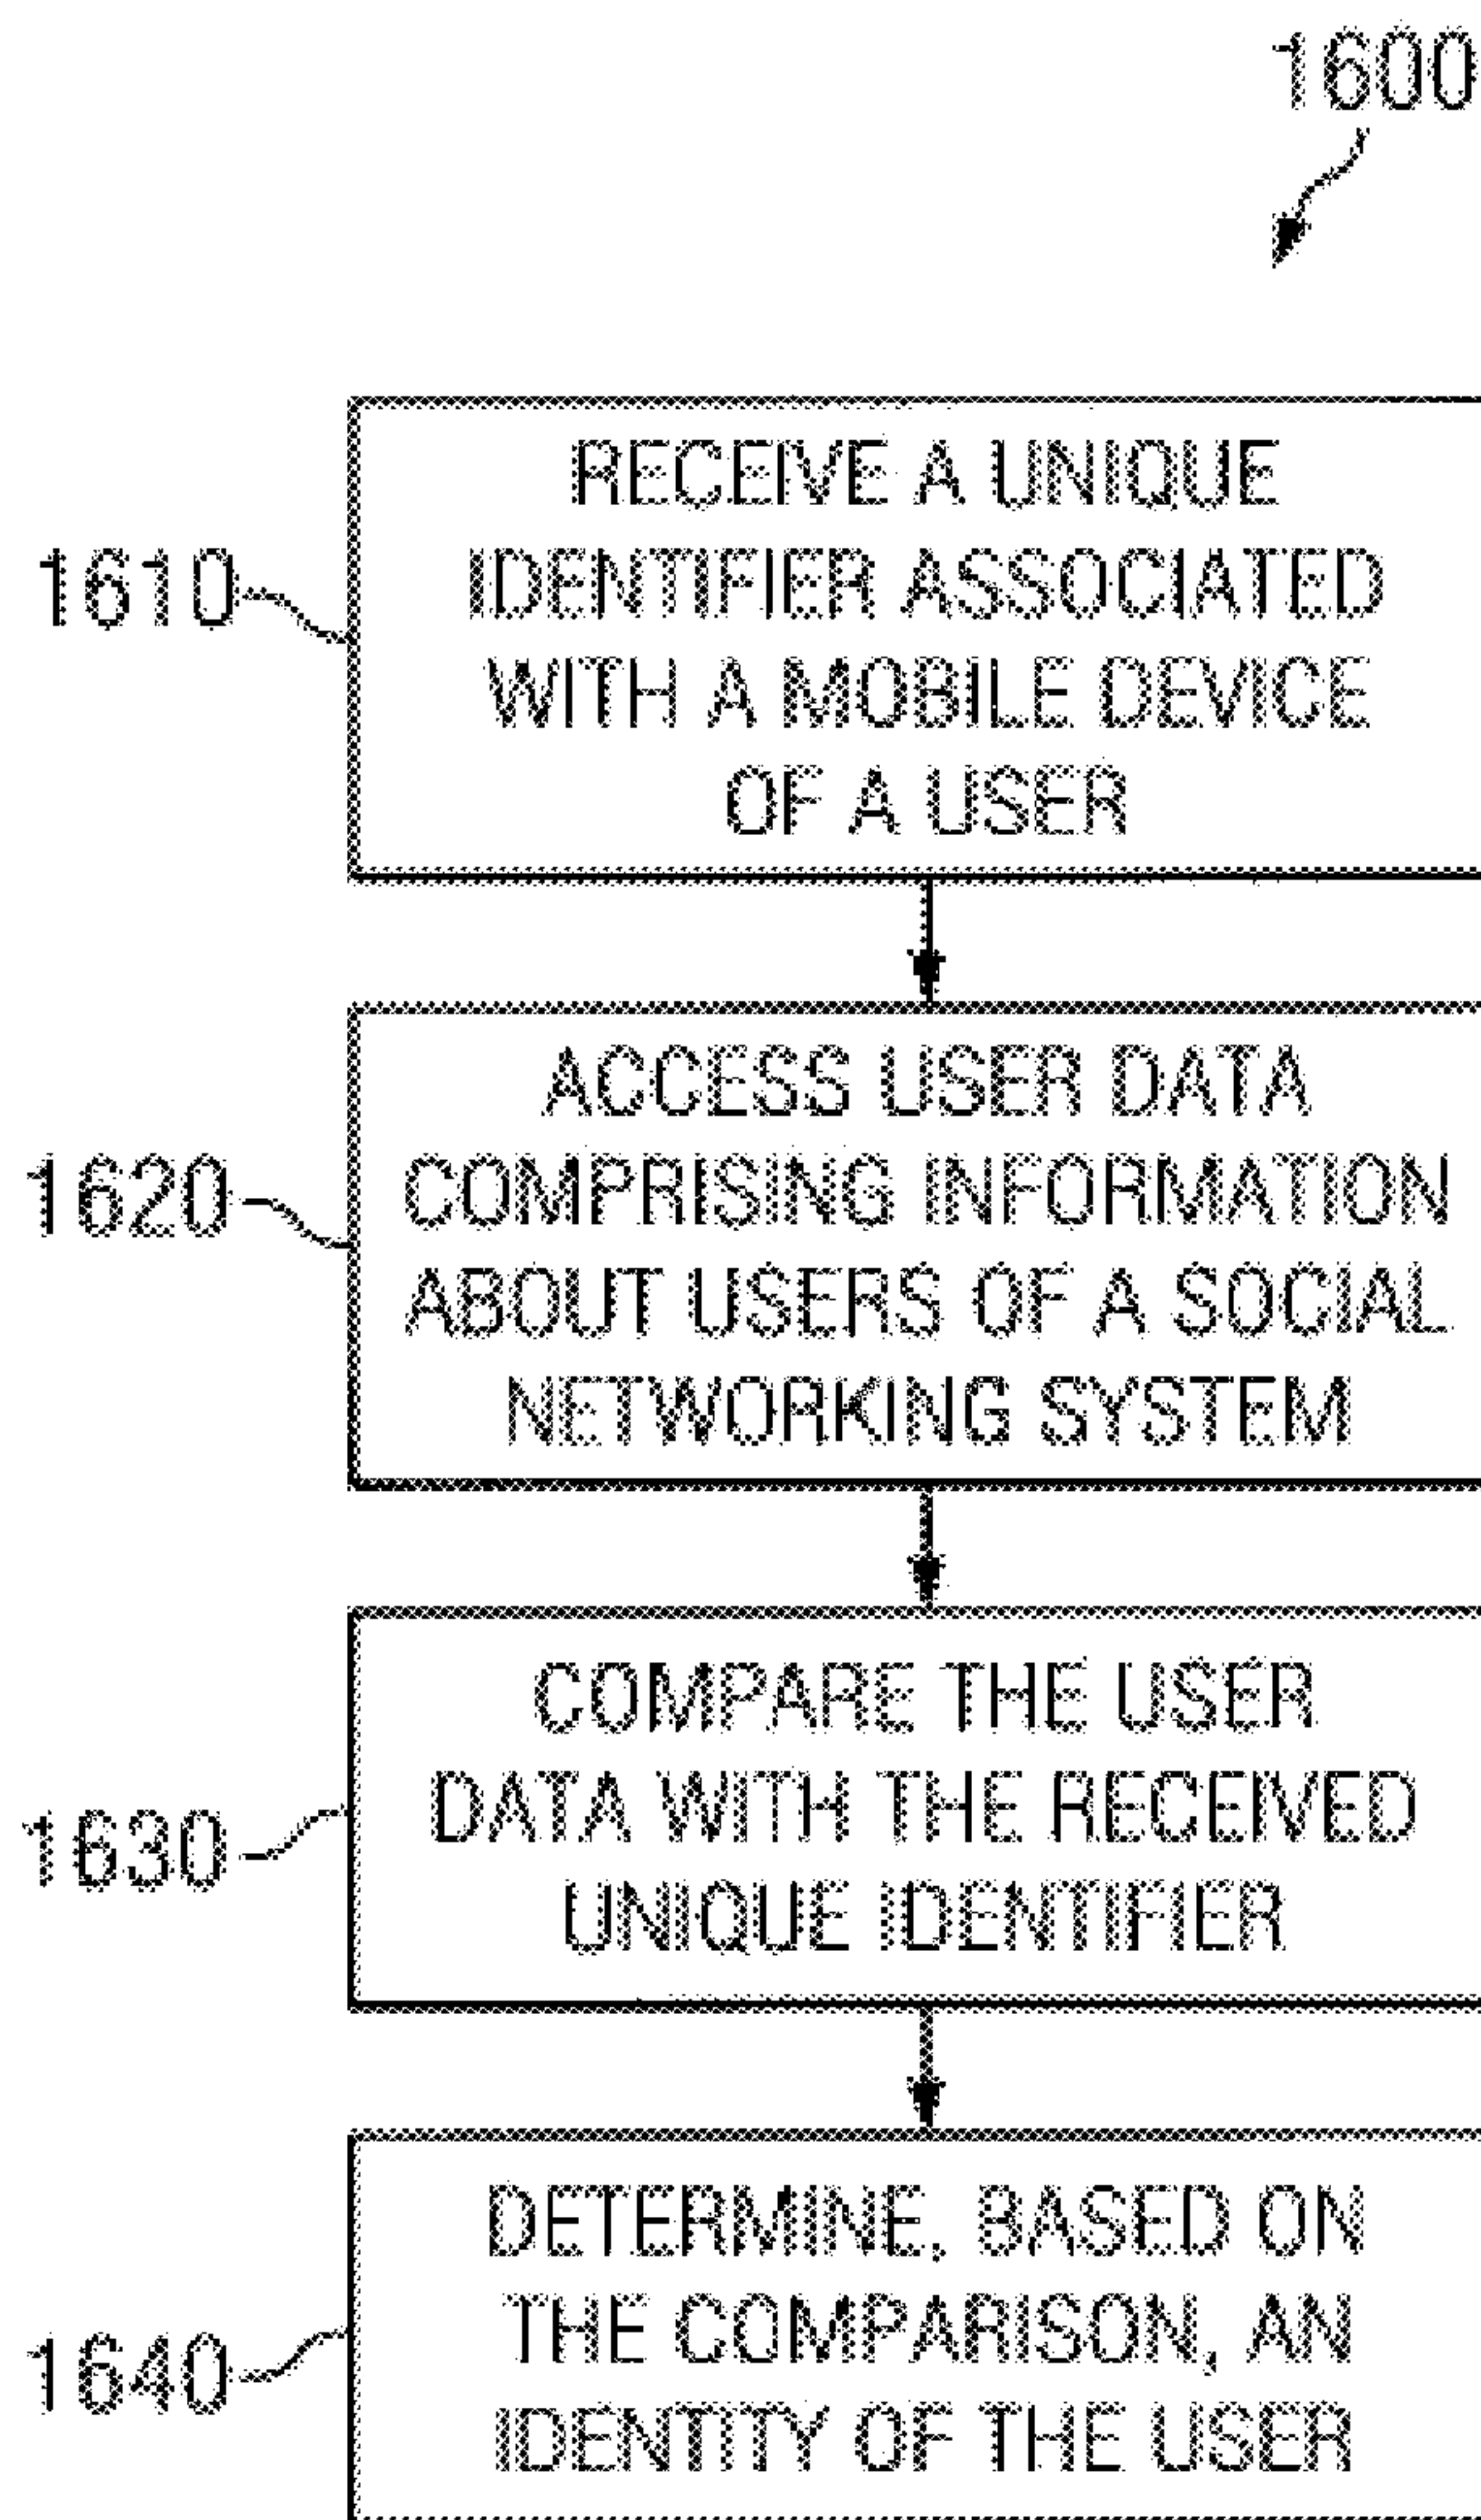 1600
1610
RECEIVE A UNIQUE
IDENTIFIER ASSOCIATED
WITH A MOBILE DEVICE
OF A USER
1620
ACCESS USER DATA
COMPRISING INFORMATION
ABOUT USERS OF A SOCIAL
NETWORKING SYSTEM
1630
COMPARE THE USER
DATA WITH THE RECEIVED
UNIQUE IDENTIFIER
1640
DETERMINE, BASED ON
THE COMPARISON, AN
IDENTITY OF THE USER